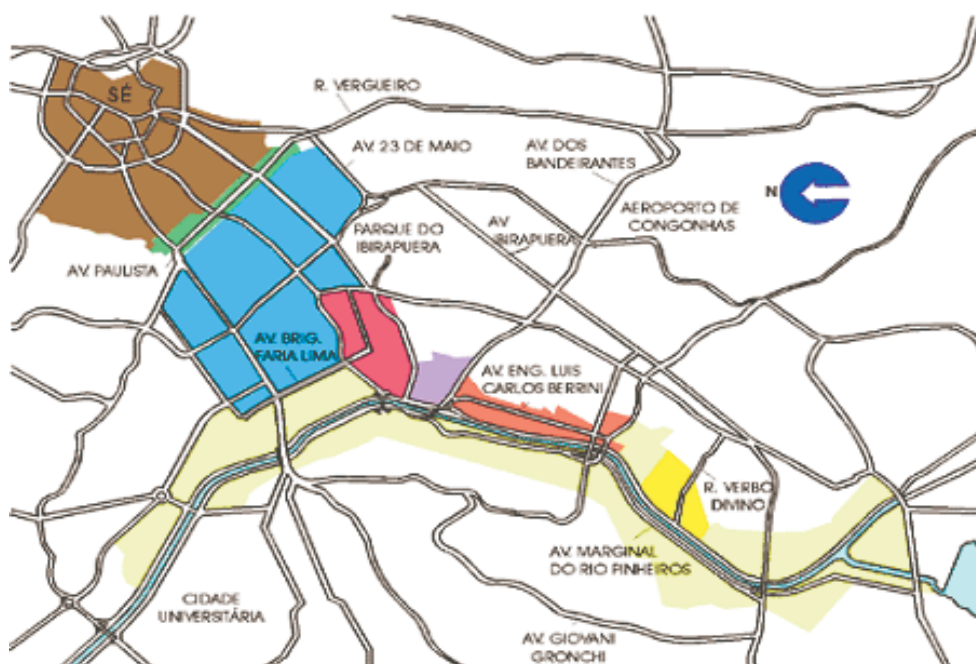 SÉ
R. VERGUEIRO
AV. 23 DE MAIO
AV. DOS
BANDEIRANTES
N
PARQUE DO
IBIRAPUERA
AV.
IBIRAPUERA
AEROPORTO DE
CONGONHAS
AV. PAULISTA
AV. BRIG.
FARIA LIMA
AV. ENG. LUIS
CARLOS BERRINI
R. VERBO
DIVINO
AV. MARGINAL
DO RIO PINHEIROS
CIDADE
UNIVERSITÁRIA
AV. GIOVANI
GRONCHI